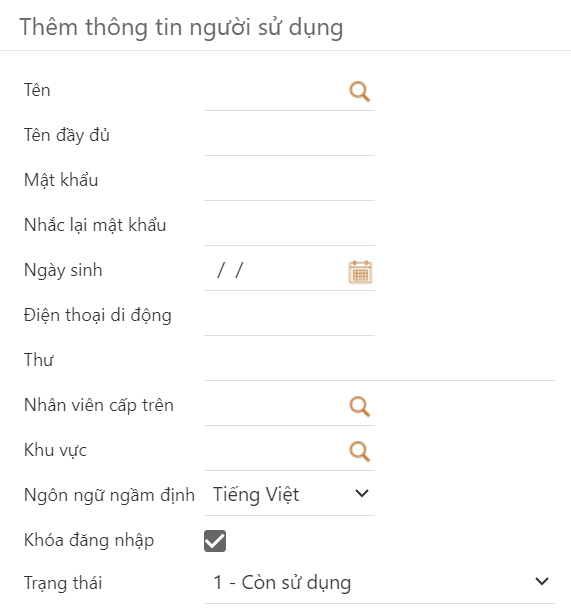 Thêm thông tin người sử dụng
Tên
Tên đầy đủ
Mật khẩu
Nhắc lại mật khẩu
Ngày sinh / /
Điện thoại di động
Thư
Nhân viên cấp trên
Khu vực
Ngôn ngữ ngầm định Tiếng Việt
Khóa đăng nhập
Trạng thái 1 - Còn sử dụng